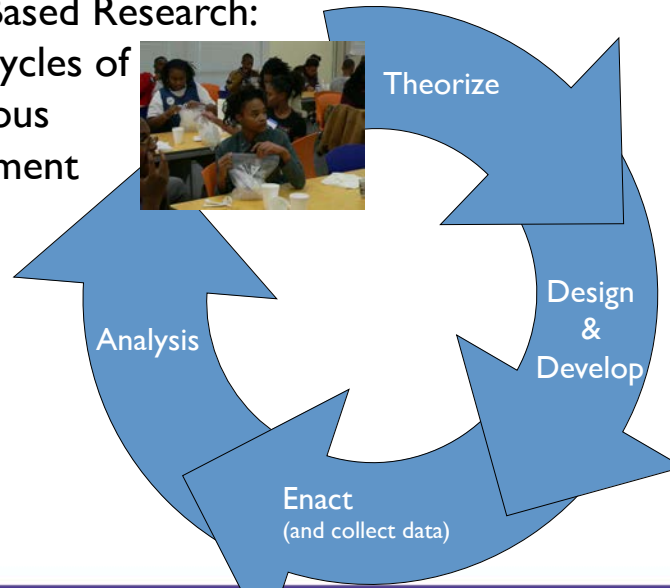 Based Research:
ycles of
ous
ment
Theorize
Design
&
Develop
Enact
(and collect data)
Analysis